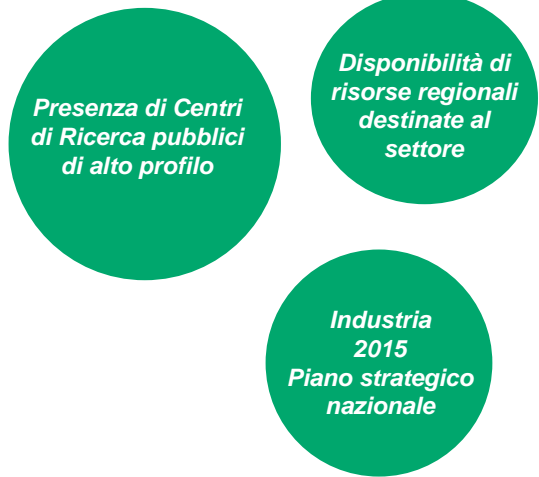 Presenza di Centri
di Ricerca pubblici
di alto profilo
Disponibilità di
risorse regionali
destinate al
settore
Industria
2015
Piano strategico
nazionale